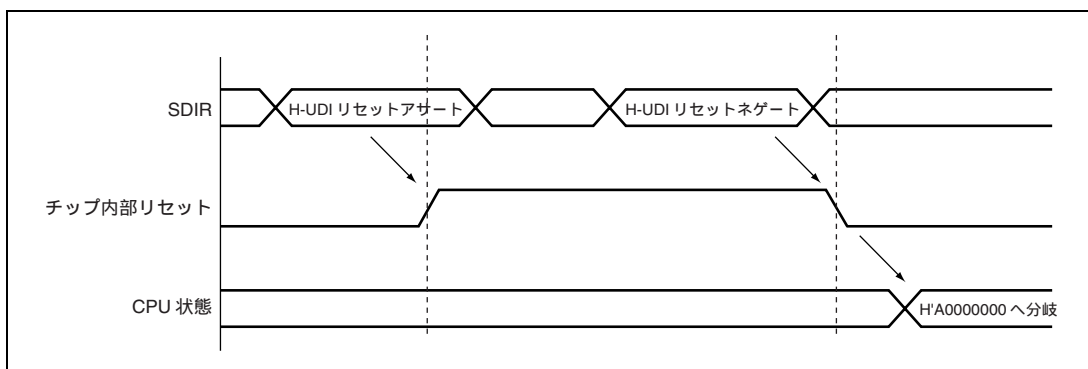 SDIR
H-UDI リセットアサート
H-UDI リセットネゲート
チップ内部リセット
CPU 状態
H'A0000000 へ分岐